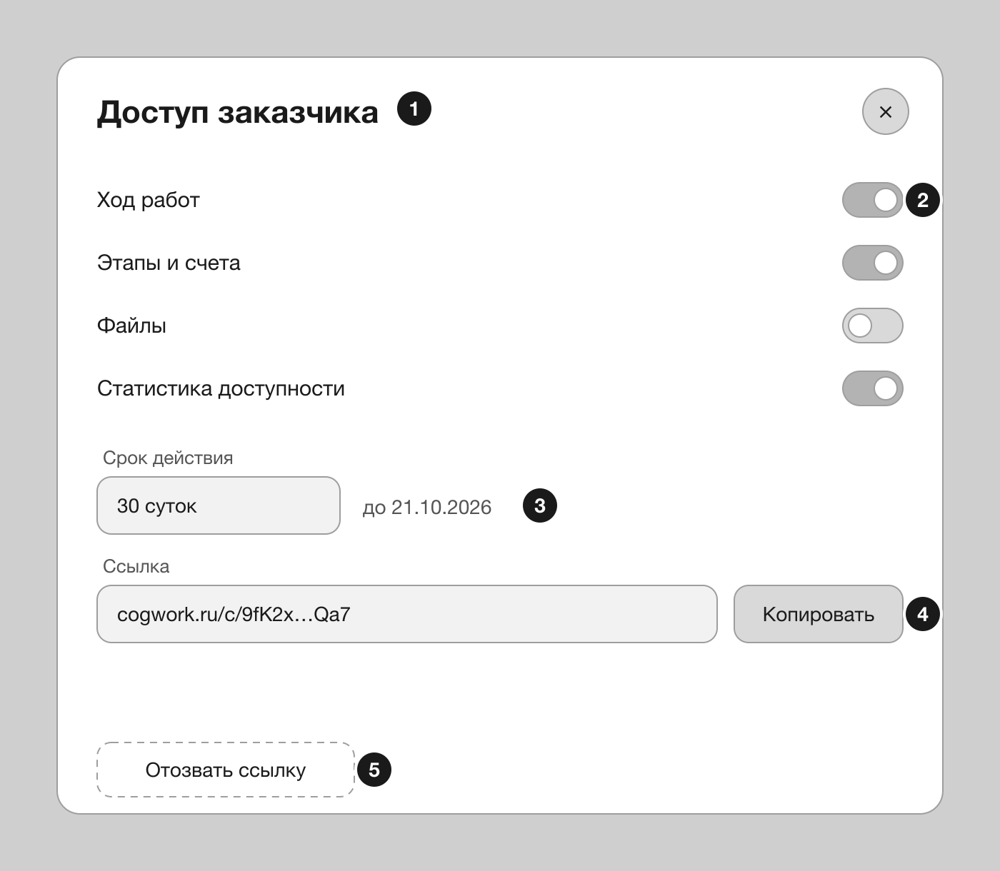 Доступ заказчика 1
×
Ход работ 2
Этапы и счета
Файлы
Статистика доступности
Срок действия
30 суток до 21.10.2026 3
Ссылка
cogwork.ru/c/9fK2x…Qa7 Копировать 4
Отозвать ссылку 5